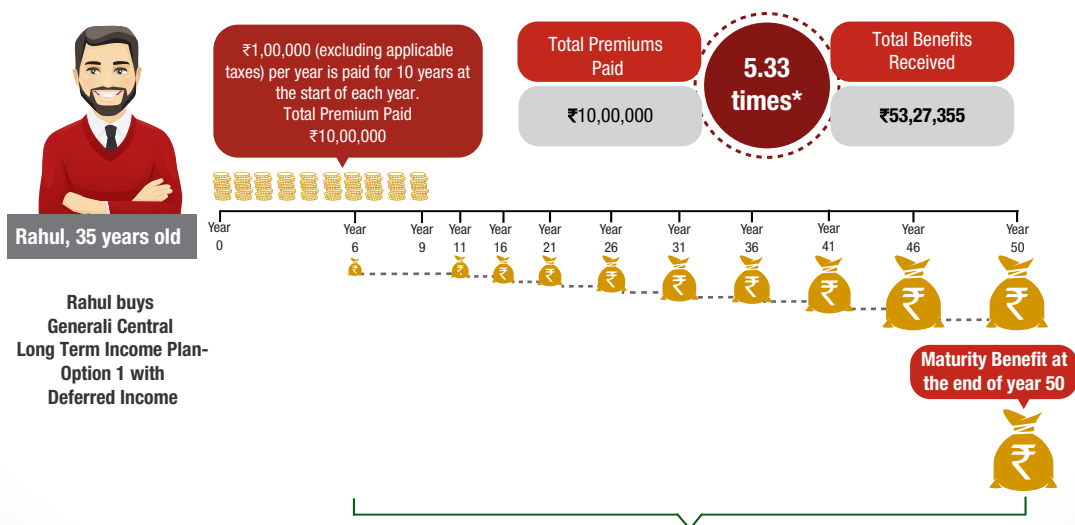 ₹1,00,000 (excluding applicable
taxes) per year is paid for 10 years at
the start of each year.
Total Premium Paid
₹10,00,000
Total Premiums
Paid
₹10,00,000
5.33
times*
Total Benefits
Received
₹53,27,355
Rahul, 35 years old
Year
0
Year
6
Year
9
Year
11
Year
16
Year
21
Year
26
Year
31
Year
36
Year
41
Year
46
Year
50
₹
₹
₹
₹
₹
₹
₹
₹
₹
₹
Rahul buys
Generali Central
Long Term Income Plan-
Option 1 with
Deferred Income
Maturity Benefit at
the end of year 50
₹